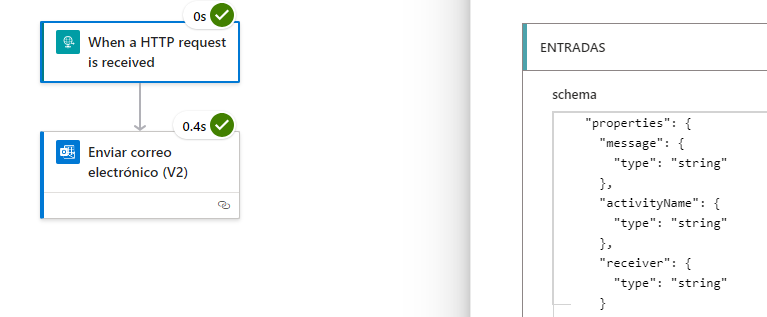 0s
When a HTTP request
is received
0.4s
Enviar correo
electrónico (V2)
ENTRADAS
schema
"properties": {
"message": {
"type": "string"
},
"activityName": {
"type": "string"
},
"receiver": {
"type": "string"
}